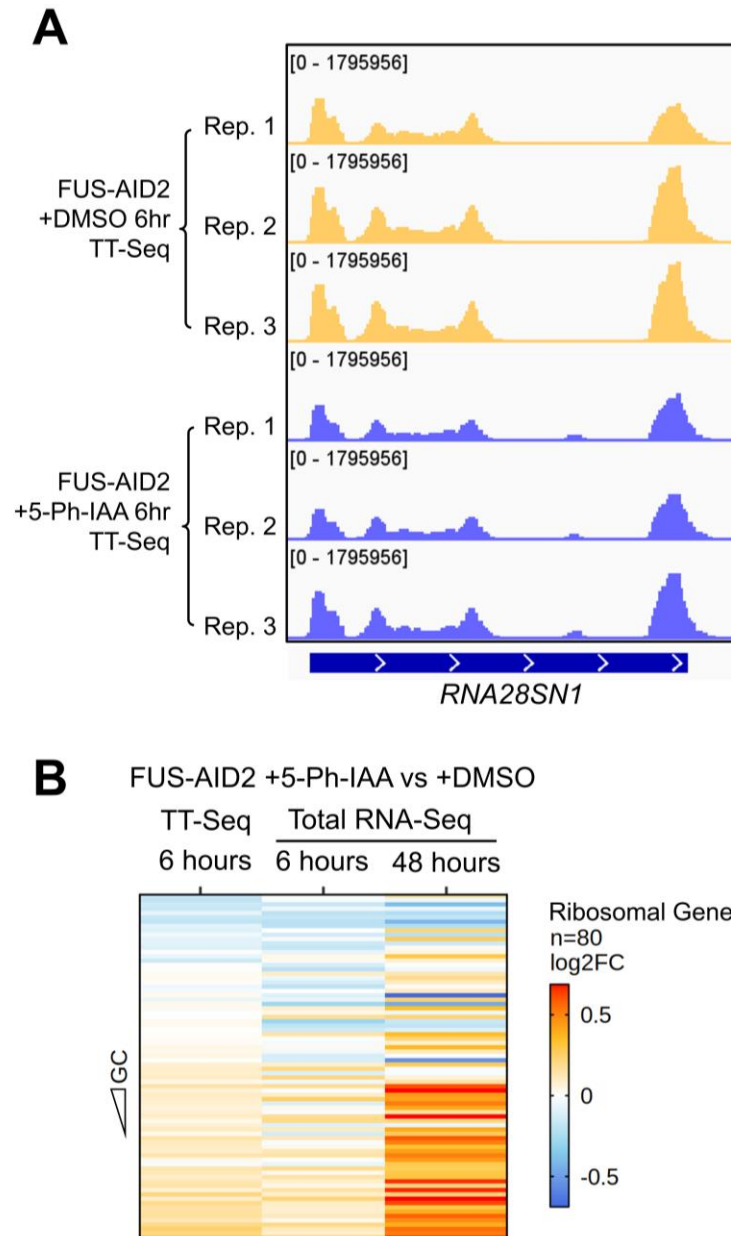 A
[0 - 1795956]
Rep. 1
[0 - 1795956]
FUS-AID2
+DMSO 6hr
TT-Seq
Rep. 2
[0 - 1795956]
Rep. 3
[0 - 1795956]
Rep. 1
[0 - 1795956]
FUS-AID2
+5-Ph-IAA 6hr
TT-Seq
Rep. 2
[0 - 1795956]
Rep. 3
RNA28SN1
B
FUS-AID2 +5-Ph-IAA vs +DMSO
TT-Seq
Total RNA-Seq
6 hours
6 hours
48 hours
Ribosomal Gene
n=80
log2FC
0.5
0
-0.5
GC